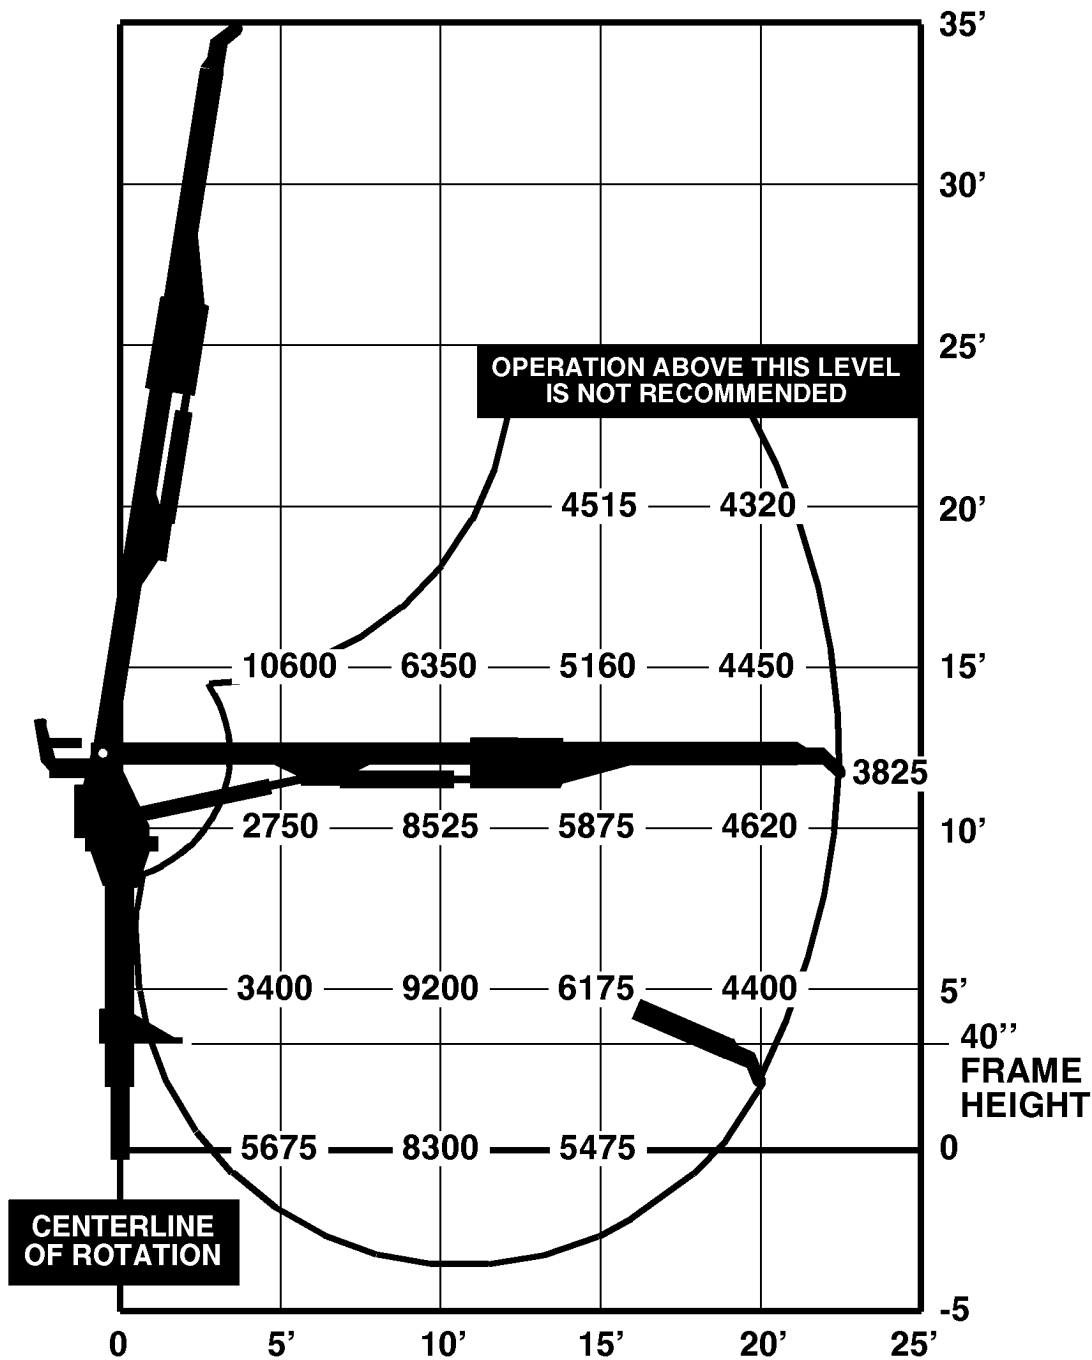 35’
30’
25’
OPERATION ABOVE THIS LEVEL
IS NOT RECOMMENDED
4515 4320 20’
10600 6350 5160 4450 15’
3825
2750 8525 5875 4620 10’
3400 9200 6175 4400 5’
40’’
FRAME
HEIGHT
5675 8300 5475 0
CENTERLINE
OF ROTATION
-5
0 5’ 10’ 15’ 20’ 25’